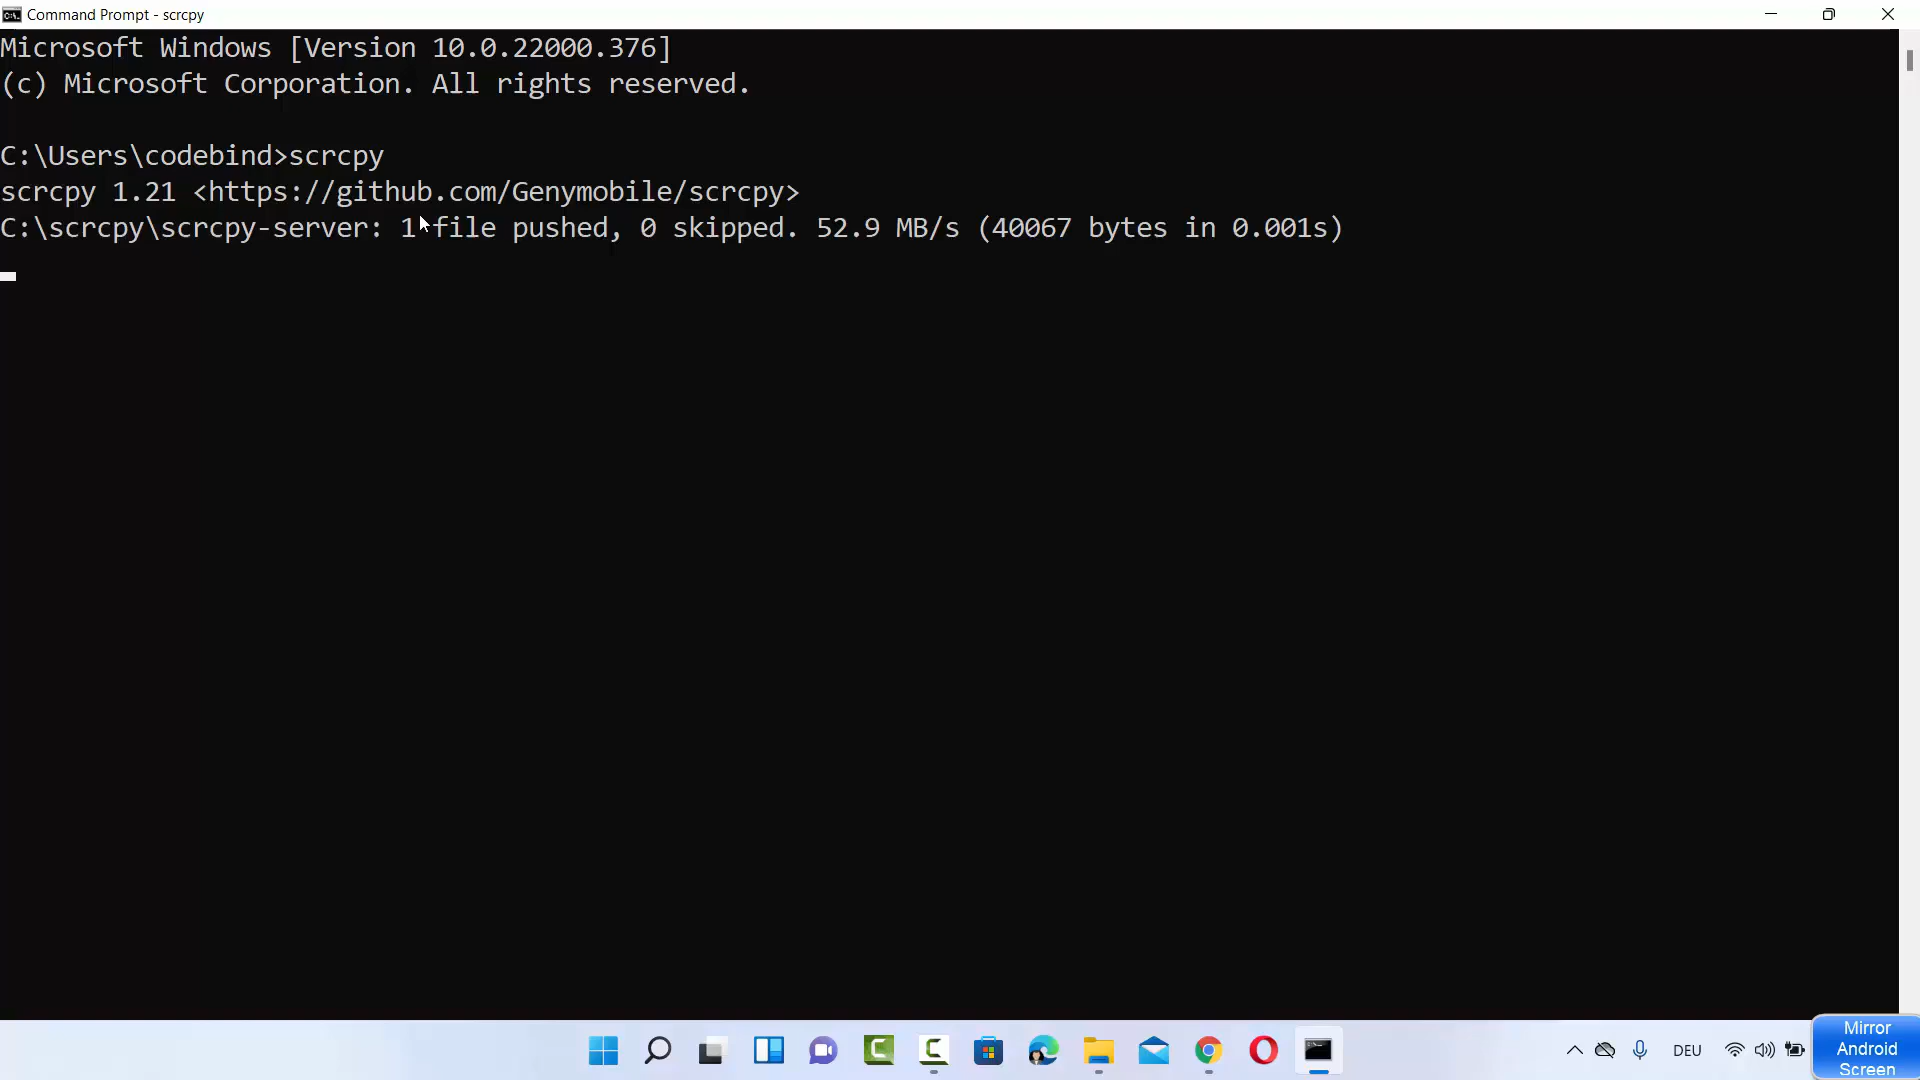 Command Prompt - scrcpy
Microsoft Windows [Version 10.0.22000.376]
(c) Microsoft Corporation. All rights reserved.
C:\Users\codebind>scrcpy
scrcpy 1.21 <https://github.com/Genymobile/scrcpy>
C:\scrcpy\scrcpy-server: 1 file pushed, 0 skipped. 52.9 MB/s (40067 bytes in 0.001s)
DEU
Mirror
Android
Screen